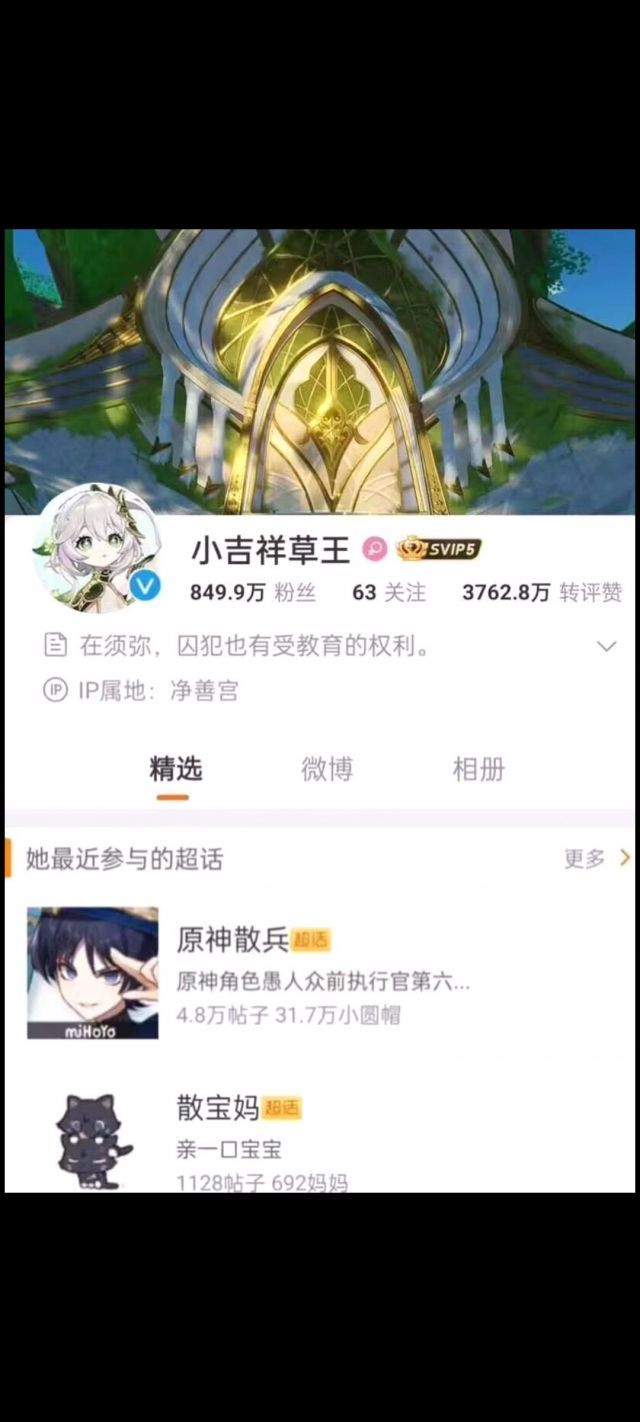 小吉祥草王 SVIP5
849.9万 粉丝 63 关注 3762.8万 转评赞
在须弥，囚犯也有受教育的权利。
IP IP属地：净善宫
精选 微博 相册
她最近参与的超话 更多
原神散兵 超话
原神角色愚人众前执行官第六...
4.8万帖子 31.7万小圆帽
miHoYo
散宝妈 超话
亲一口宝宝
1128帖子 692妈妈